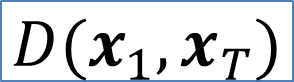 D(x₁, x_T)